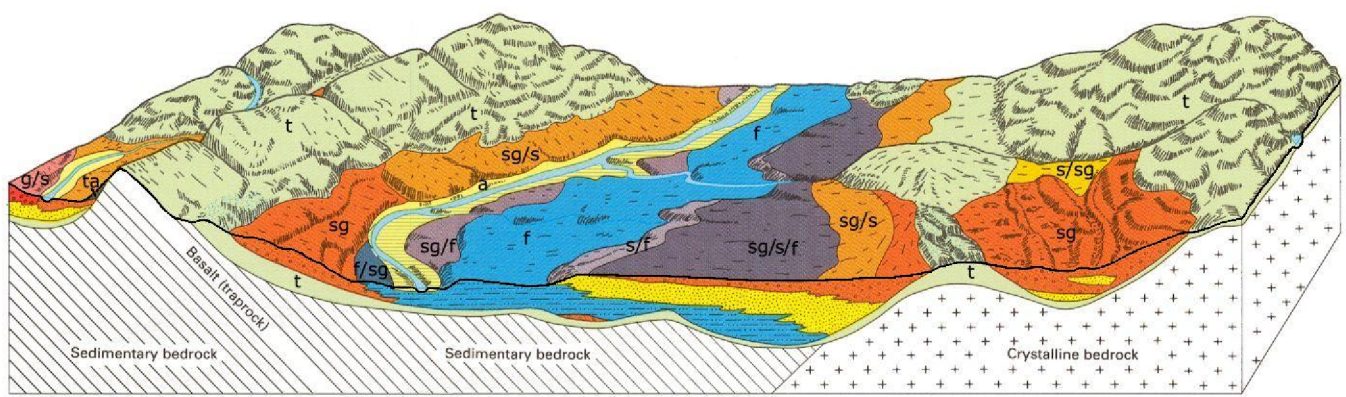 t
t
t
f
sg/s
s/sg
g/s
ta
a
sg
sg/f
f
s/f
sg/s/f
sg/s
sg
f/sg
t
t
Basalt (traprock)
Sedimentary bedrock
Sedimentary bedrock
Crystalline bedrock